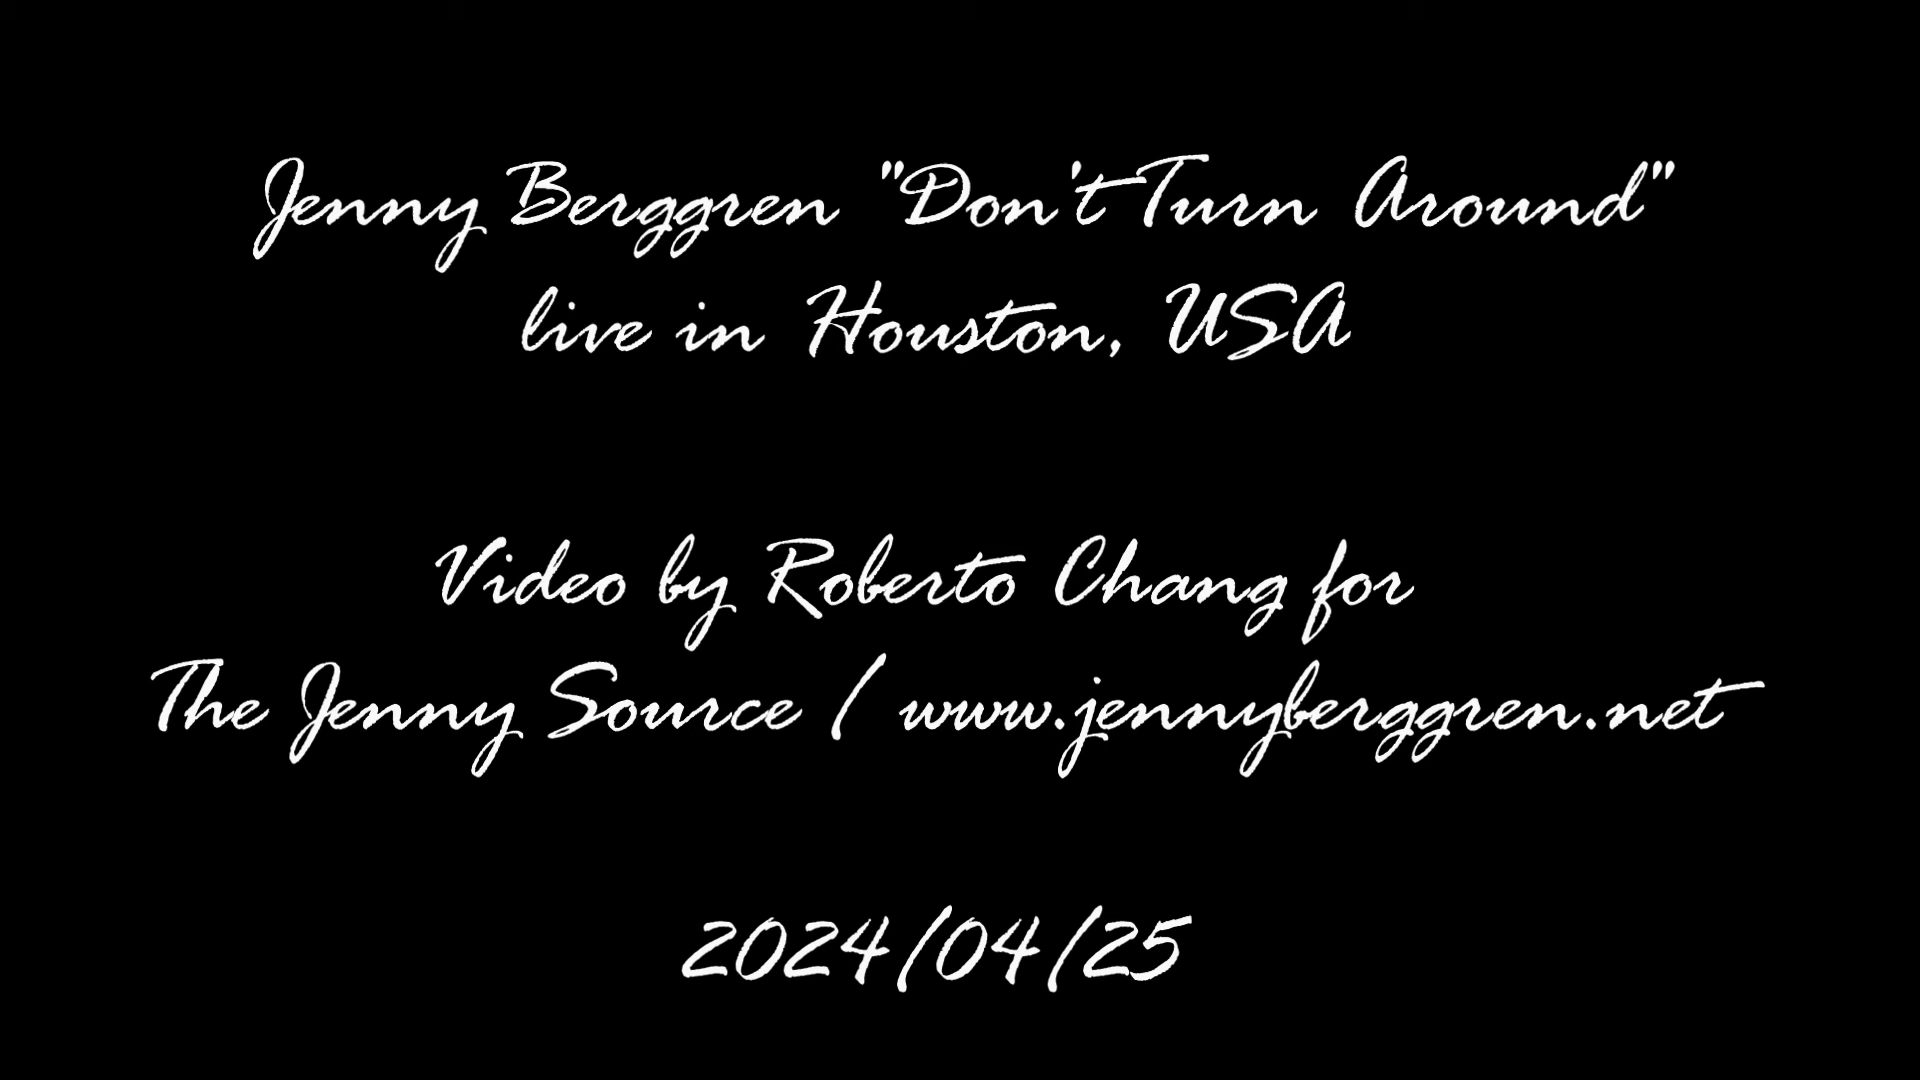 Jenny Berggren "Don't Turn Around"
live in Houston, USA
Video by Roberto Chang for
The Jenny Source / www.jennyberggren.net
2024/04/25